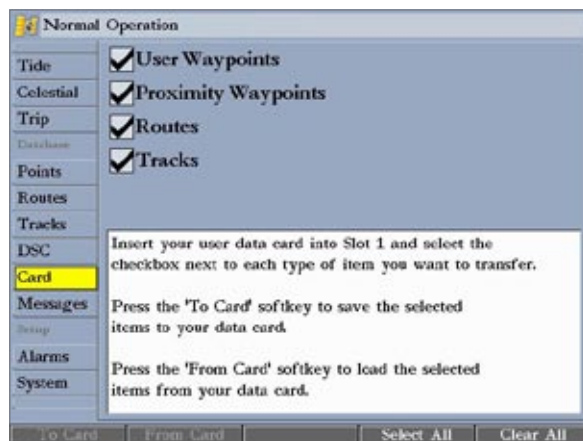 Normal Operation
Tide
Celestial
Trip
Database
Points
Routes
Tracks
DSC
Card
Messages
Setup
Alarms
System
User Waypoints
Proximity Waypoints
Routes
Tracks
Insert your user data card into Slot 1 and select the
checkbox next to each type of item you want to transfer.
Press the 'To Card' softkey to save the selected
items to your data card.
Press the 'From Card' softkey to load the selected
items from your data card.
To Card
From Card
Select All
Clear All